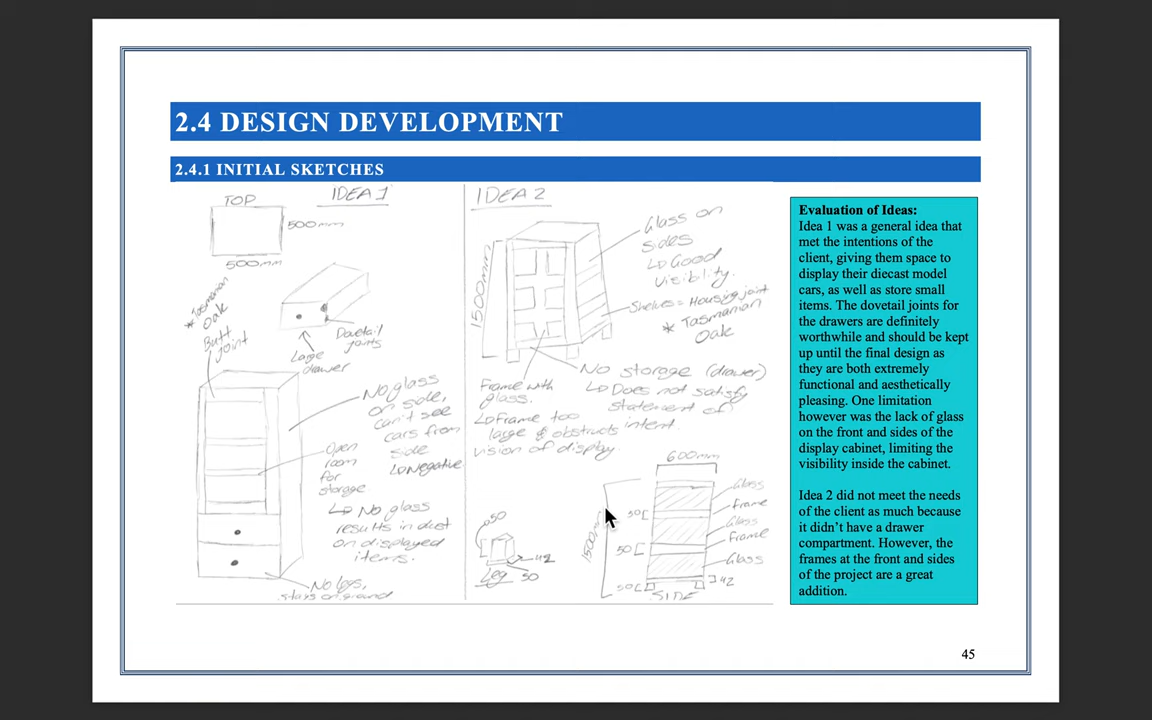 2.4 DESIGN DEVELOPMENT
2.4.1 INITIAL SKETCHES
IDEA 1
TOP
500mm
500mm
* Tasmanian
Oak
Butt
joint
Dovetail
joints
Large
drawer
No glass
on side,
can't see
cars from
side
↳ Negative
Open
room
for
storage
↳ No glass
results in dust
on displayed
items.
No legs,
stays on ground
IDEA 2
1500mm
Glass on
sides
↳ Good
visibility.
Shelves = Housing joint
* Tasmanian
Oak
No storage (drawer)
↳ Does not satisfy
statement of
intent.
Frame with
glass.
↳ Frame too
large & obstructs
vision of display.
50
42
50
Leg
600mm
1500mm
Glass
Frame
Glass
Frame
Glass
50
50
50
42
SIDE
Evaluation of Ideas:
Idea 1 was a general idea that
met the intentions of the
client, giving them space to
display their diecast model
cars, as well as store small
items. The dovetail joints for
the drawers are definitely
worthwhile and should be kept
up until the final design as
they are both extremely
functional and aesthetically
pleasing. One limitation
however was the lack of glass
on the front and sides of the
display cabinet, limiting the
visibility inside the cabinet.
Idea 2 did not meet the needs
of the client as much because
it didn't have a drawer
compartment. However, the
frames at the front and sides
of the project are a great
addition.
45